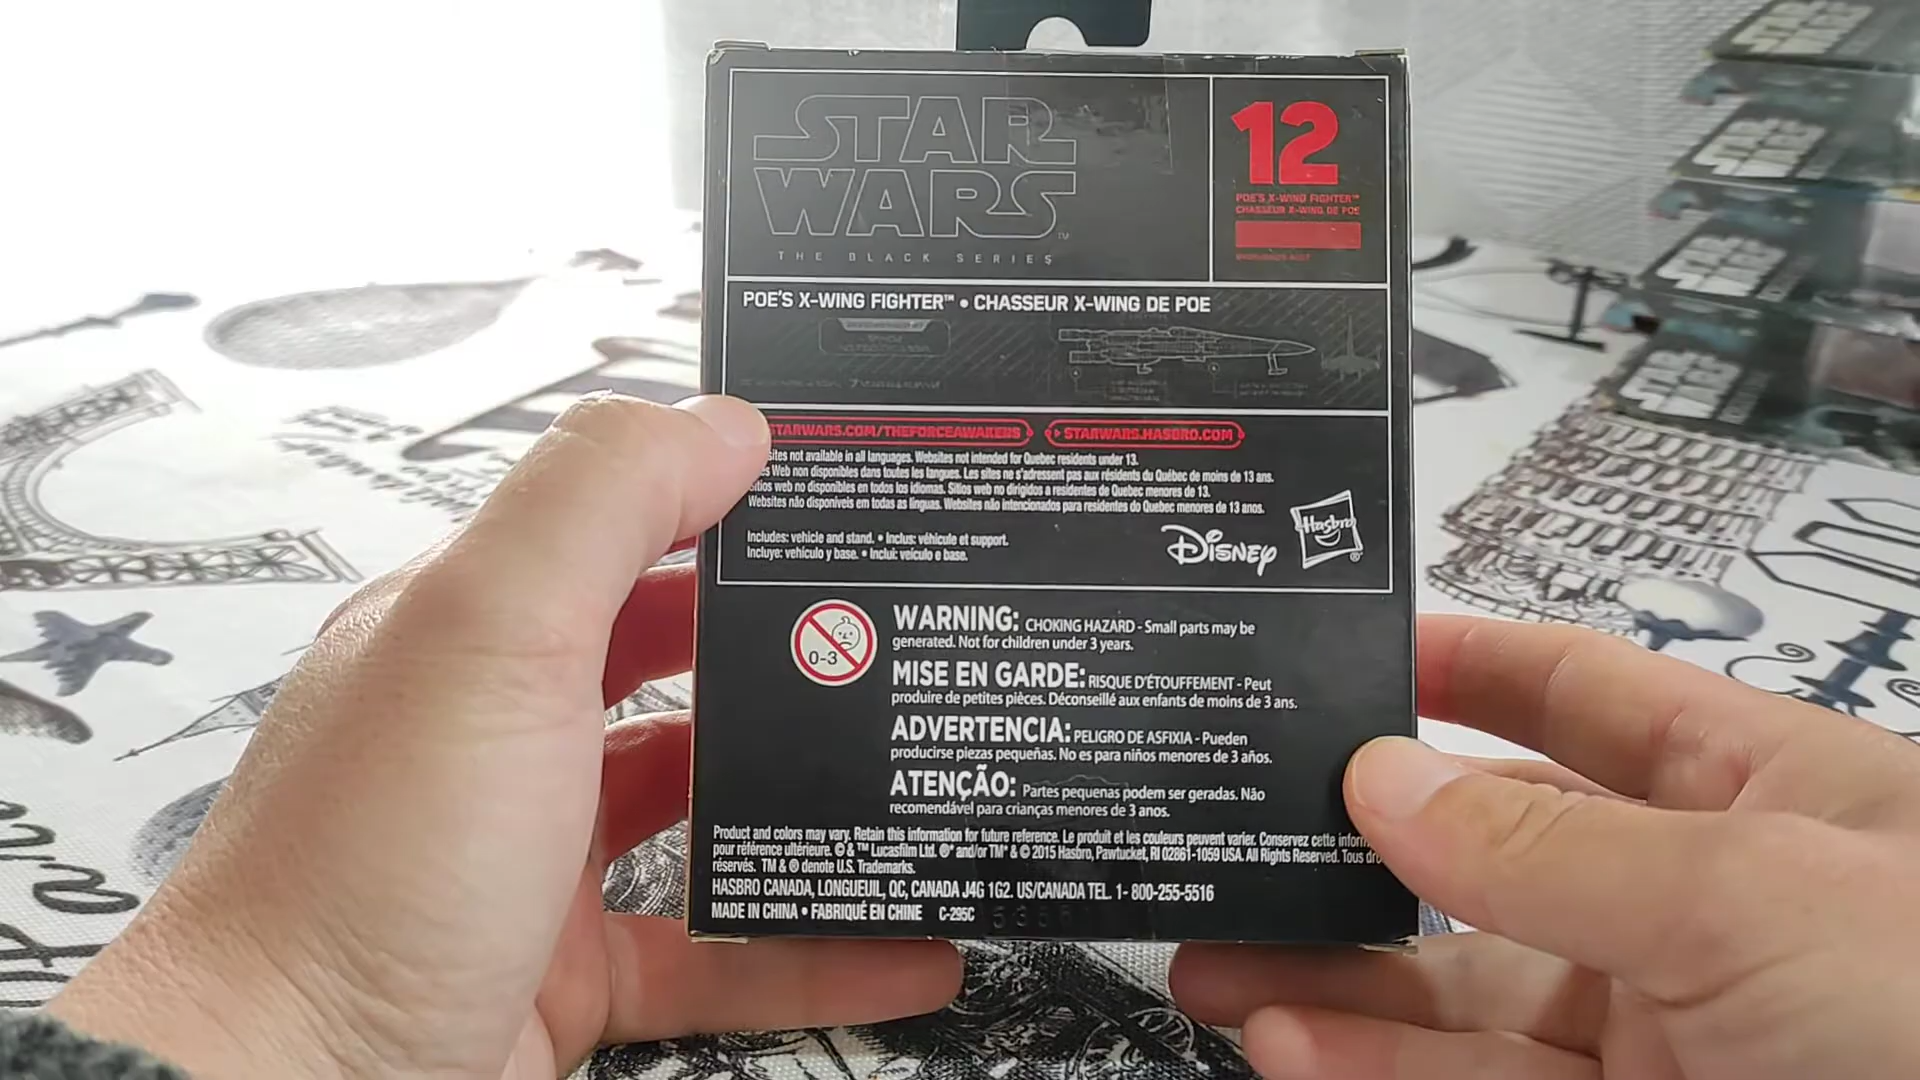 STAR
WARS
THE BLACK SERIES
12
POE'S X-WING FIGHTER™
CHASSEUR X-WING DE POE
POE'S X-WING FIGHTER™ • CHASSEUR X-WING DE POE
STARWARS.COM/THEFORCEAWAKENS
STARWARS.HASBRO.COM
sites not available in all languages. Websites not intended for Quebec residents under 13.
es Web non disponibles dans toutes les langues. Les sites ne s'adressent pas aux résidents du Québec de moins de 13 ans.
itios web no disponibles en todos los idiomas. Sitios web no dirigidos a residentes de Quebec menores de 13.
Websites não disponíveis em todas as línguas. Websites não intencionados para residentes do Quebec menores de 13 anos.
Includes: vehicle and stand. • Inclus: véhicule et support.
Incluye: vehículo y base. • Inclui: veículo e base.
Disney
Hasbro®
0-3
WARNING: CHOKING HAZARD - Small parts may be
generated. Not for children under 3 years.
MISE EN GARDE: RISQUE D'ÉTOUFFEMENT - Peut
produire de petites pièces. Déconseillé aux enfants de moins de 3 ans.
ADVERTENCIA: PELIGRO DE ASFIXIA - Pueden
producirse piezas pequeñas. No es para niños menores de 3 años.
ATENÇÃO: Partes pequenas podem ser geradas. Não
recomendável para crianças menores de 3 anos.
Product and colors may vary. Retain this information for future reference. Le produit et les couleurs peuvent varier. Conservez cette inform
pour référence ultérieure. © & ™ Lucasfilm Ltd. ®* and/or TM* & © 2015 Hasbro, Pawtucket, RI 02861-1059 USA. All Rights Reserved. Tous dro
réservés. TM & ® denote U.S. Trademarks.
HASBRO CANADA, LONGUEUIL, QC, CANADA J4G 1G2. US/CANADA TEL. 1- 800-255-5516
MADE IN CHINA • FABRIQUÉ EN CHINE C-295C
STAR
WARS
STAR
WARS
STAR
WARS
STAR
WARS